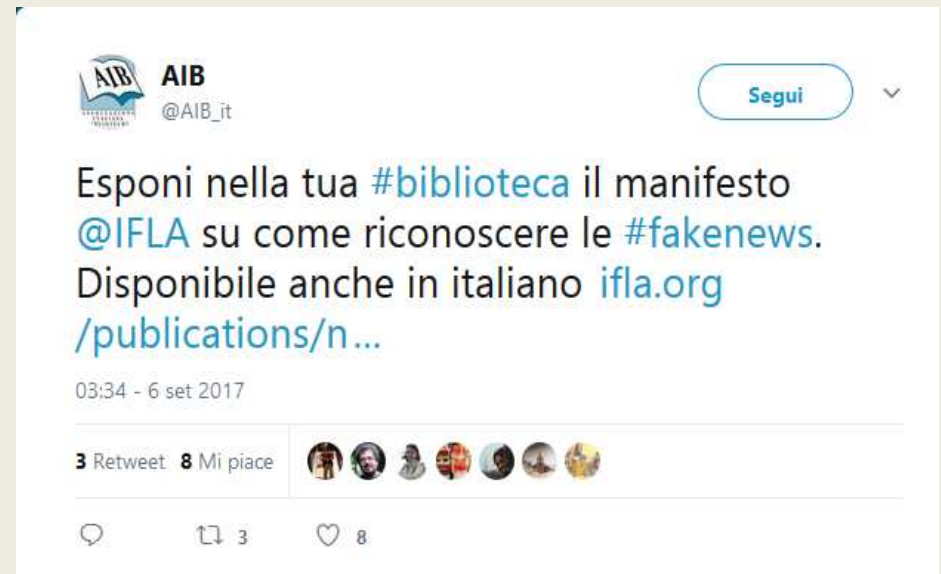 AIB
AIB
@AIB_it
Segui
Esponi nella tua #biblioteca il manifesto
@IFLA su come riconoscere le #fakenews.
Disponibile anche in italiano ifla.org
/publications/n...
03:34 - 6 set 2017
3 Retweet 8 Mi piace
3 8